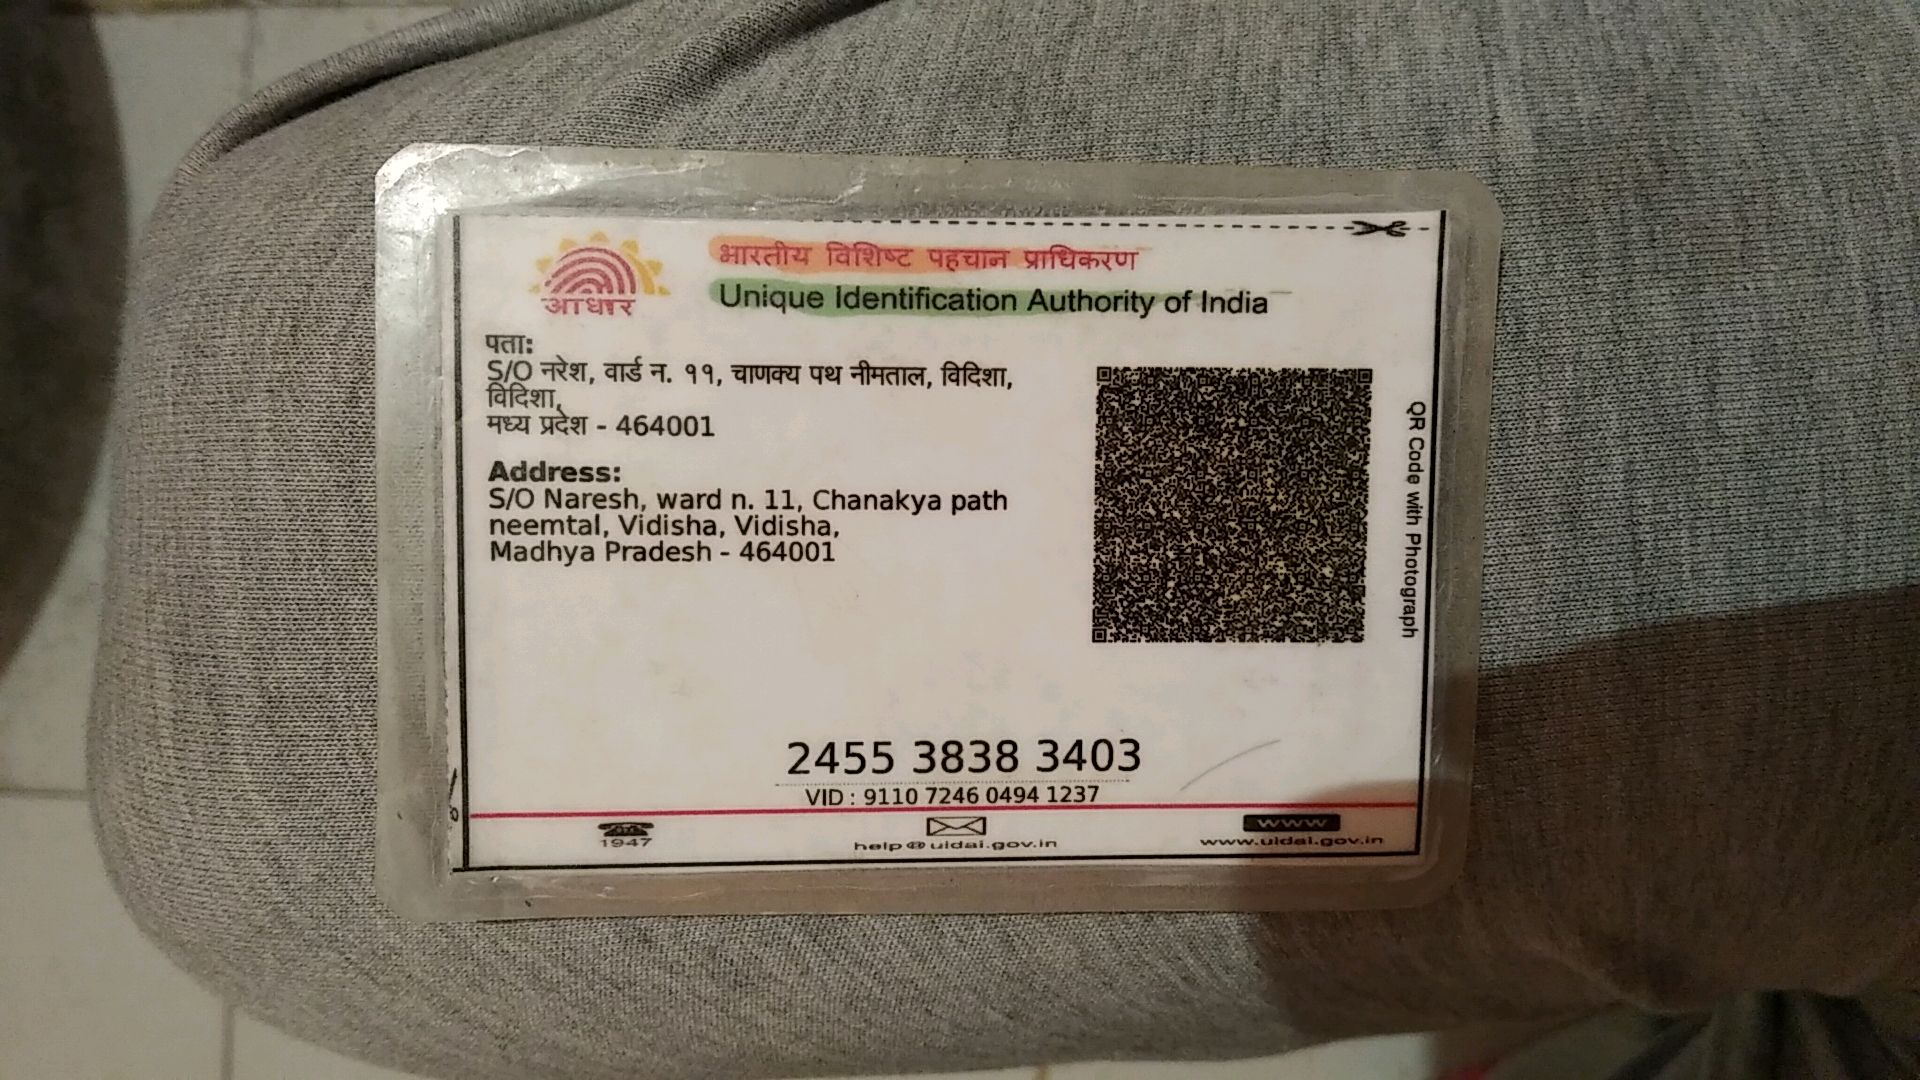 भारतीय विशिष्ट पहचान प्राधिकरण
Unique Identification Authority of India
आधार
पता:
S/O नरेश, वार्ड न. ११, चाणक्य पथ नीमताल, विदिशा,
विदिशा,
मध्य प्रदेश - 464001
Address:
S/O Naresh, ward n. 11, Chanakya path
neemtal, Vidisha, Vidisha,
Madhya Pradesh - 464001
QR Code with Photograph
2455 3838 3403
VID : 9110 7246 0494 1237
1947
help@uidai.gov.in
www
www.uidai.gov.in